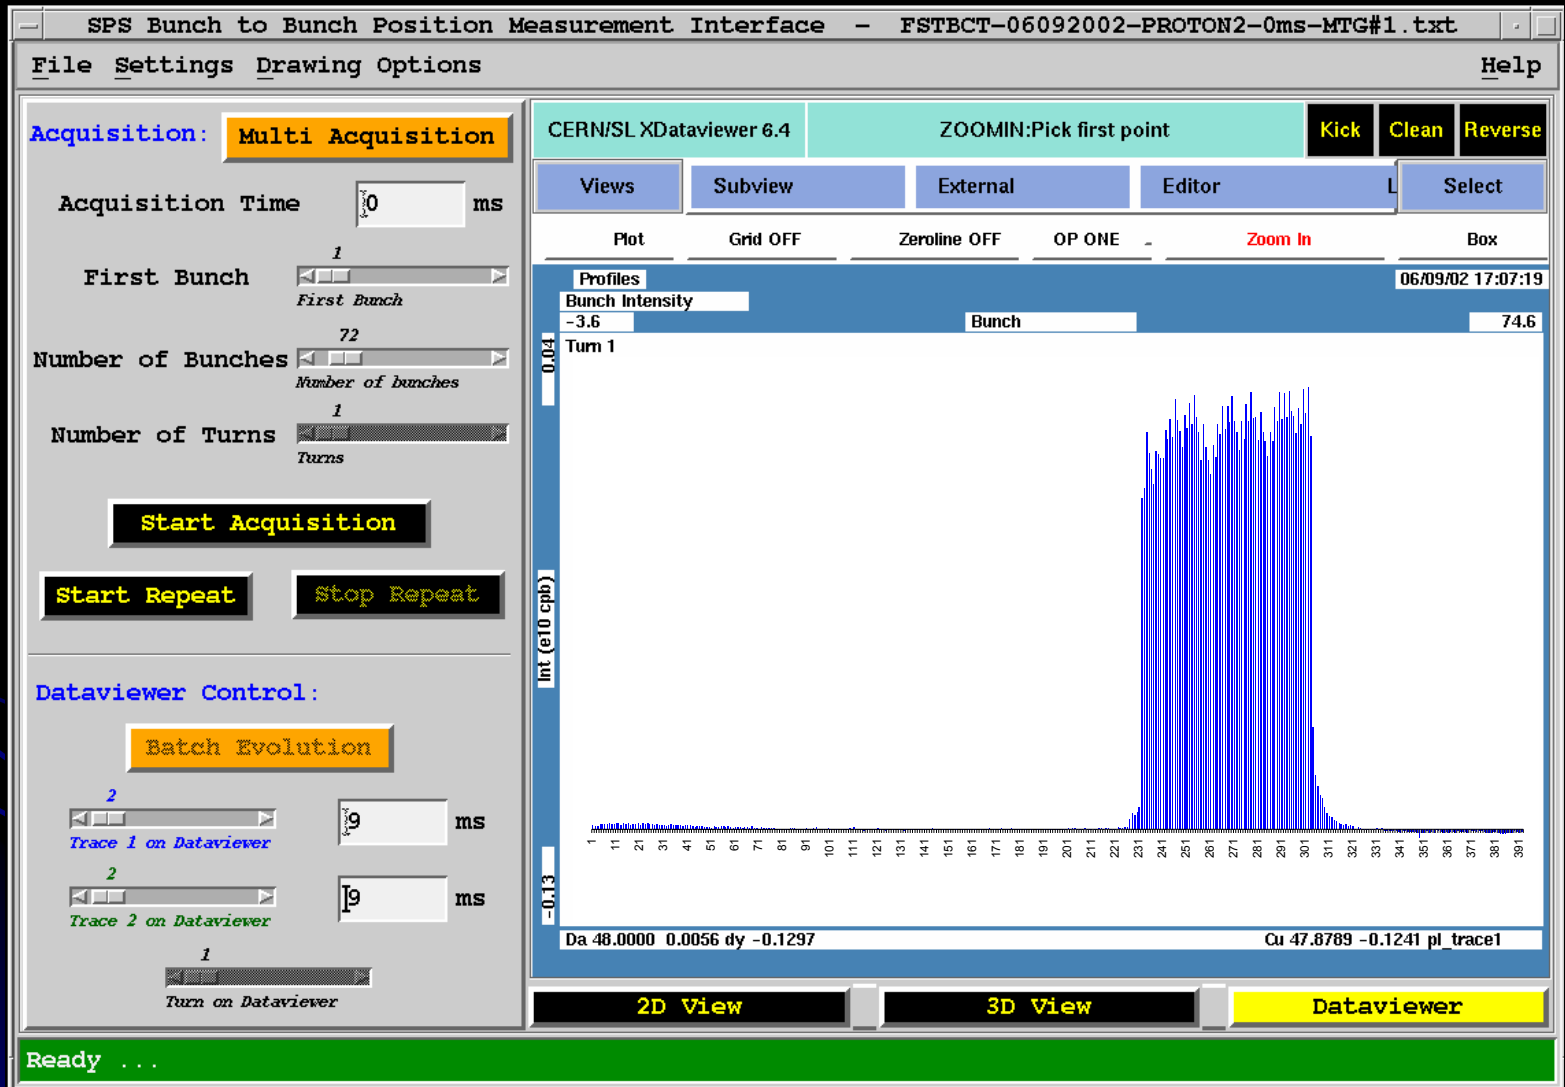 SPS Bunch to Bunch Position Measurement Interface - FSTBCT-06092002-PROTON2-0ms-MTG#1.txt
File Settings Drawing Options Help
Acquisition: Multi Acquisition
Acquisition Time 0 ms
1
First Bunch
First Bunch
72
Number of Bunches
Number of bunches
1
Number of Turns
Turns
Start Acquisition
Start Repeat Stop Repeat
Dataviewer Control:
Batch Evolution
2
9 ms
Trace 1 on Dataviewer
2
9 ms
Trace 2 on Dataviewer
1
Turn on Dataviewer
CERN/SL XDataviewer 6.4 ZOOMIN:Pick first point Kick Clean Reverse
Views Subview External Editor L Select
Plot Grid OFF Zeroline OFF OP ONE - Zoom In Box
Profiles 06/09/02 17:07:19
Bunch Intensity
-3.6 Bunch 74.6
Turn 1
0.04
Int (e10 cpb)
-0.13
1 11 21 31 41 51 61 71 81 91 101 111 121 131 141 151 161 171 181 191 201 211 221 231 241 251 261 271 281 291 301 311 321 331 341 351 361 371 381 391
Da 48.0000 0.0056 dy -0.1297 Cu 47.8789 -0.1241 pl_trace1
2D View 3D View Dataviewer
Ready ...